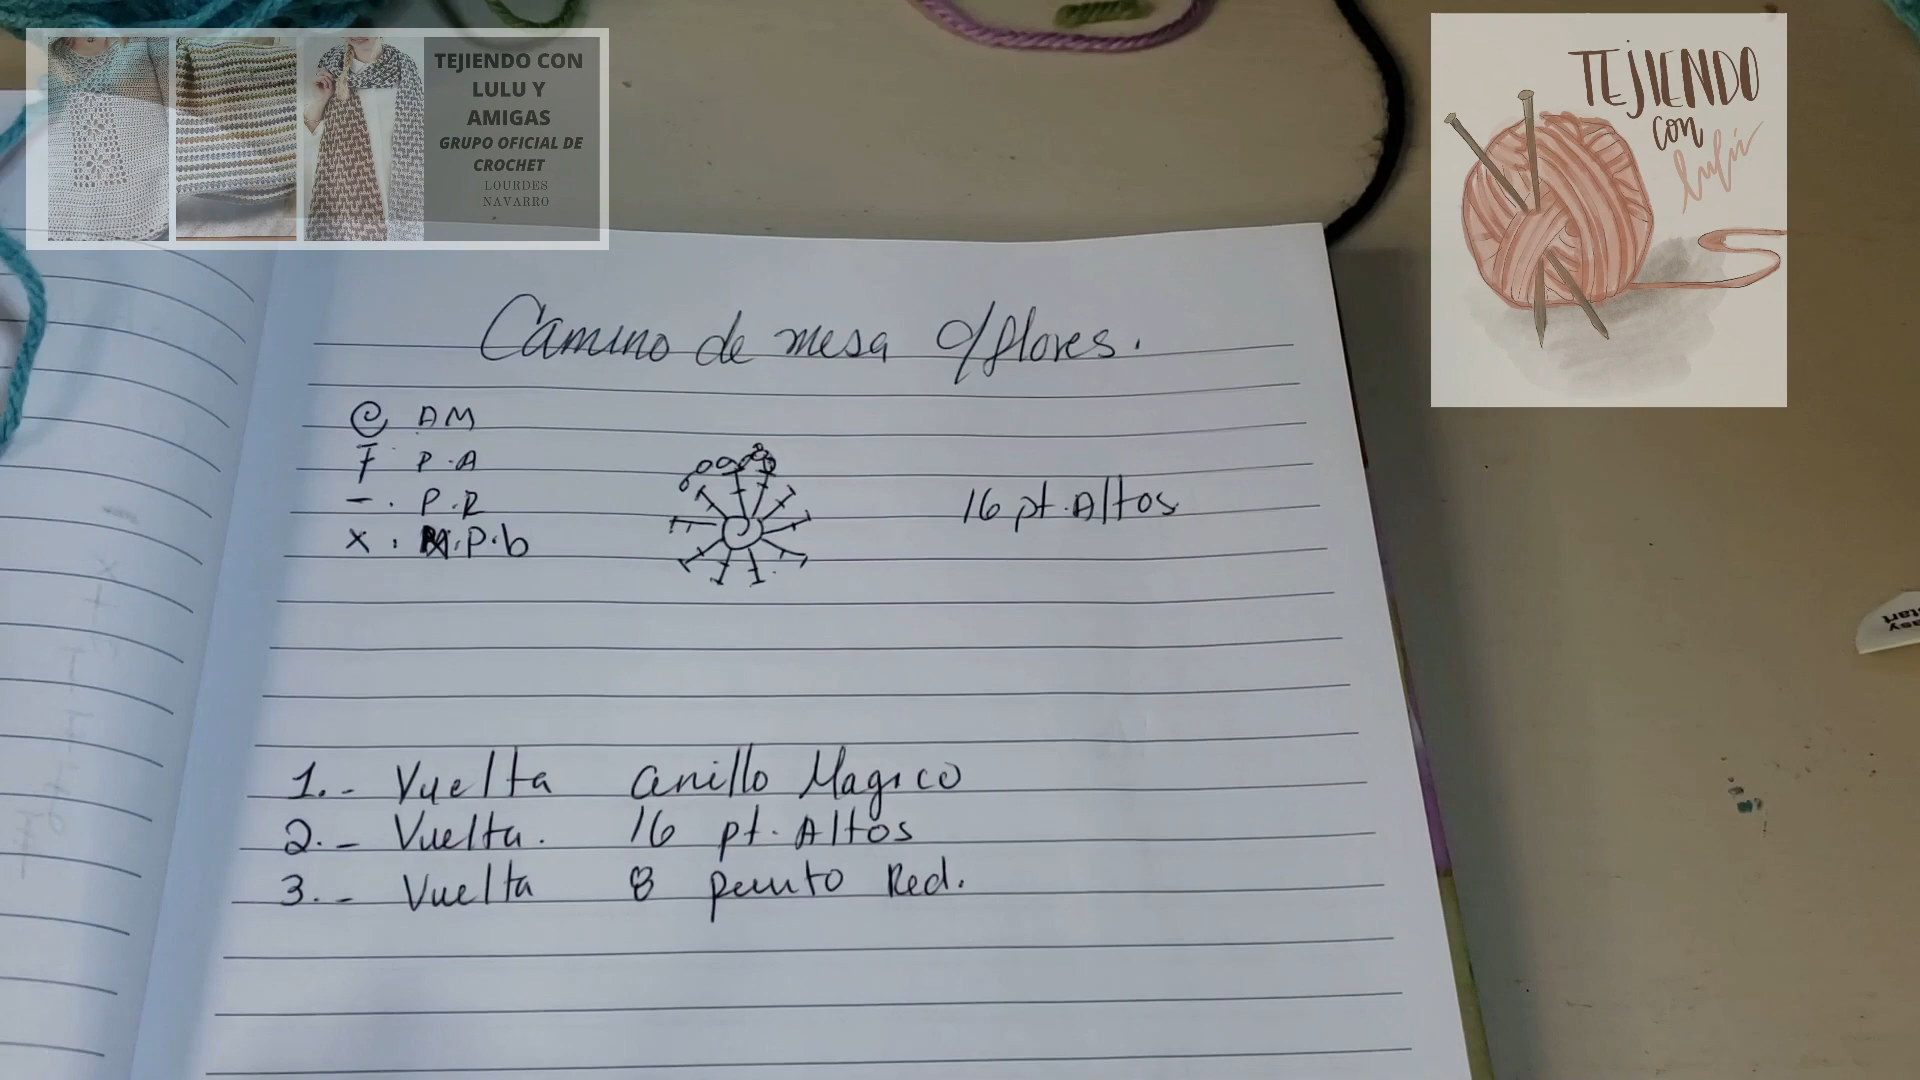 TEJIENDO CON
LULU Y
AMIGAS
GRUPO OFICIAL DE
CROCHET
LOURDES
NAVARRO
TEJIENDO
con
lulú
Camino de mesa c/flores.
AM
F P.A
- . P.R
x . P.b
16 pt. Altos
1.- Vuelta anillo Magico
2.- Vuelta. 16 pt. Altos
3.- Vuelta 8 punto Red.